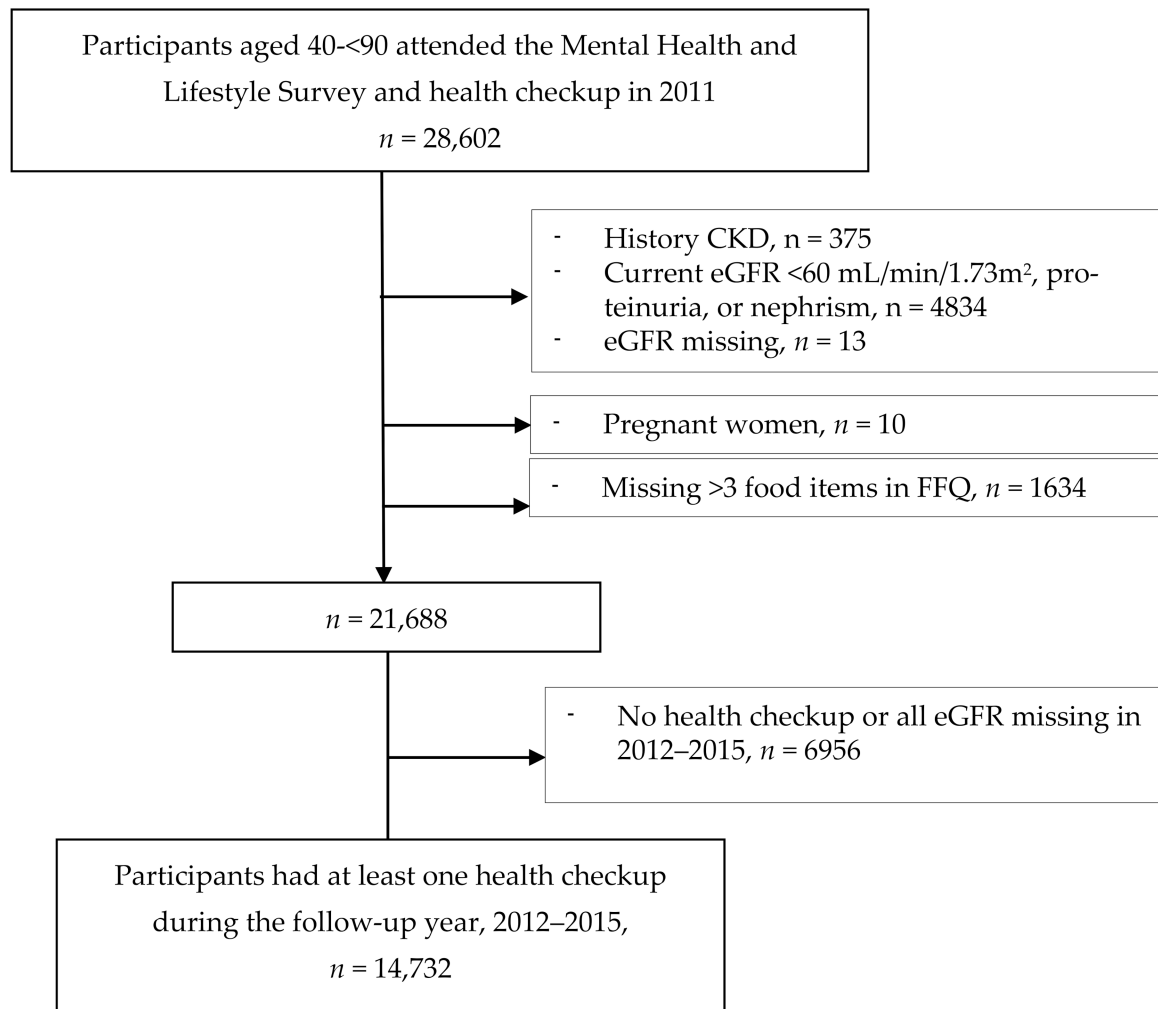 Participants aged 40-<90 attended the Mental Health and
Lifestyle Survey and health checkup in 2011
n = 28,602
- History CKD, n = 375
- Current eGFR <60 mL/min/1.73m², pro-
teinuria, or nephrism, n = 4834
- eGFR missing, n = 13
- Pregnant women, n = 10
- Missing >3 food items in FFQ, n = 1634
n = 21,688
- No health checkup or all eGFR missing in
2012–2015, n = 6956
Participants had at least one health checkup
during the follow-up year, 2012–2015,
n = 14,732